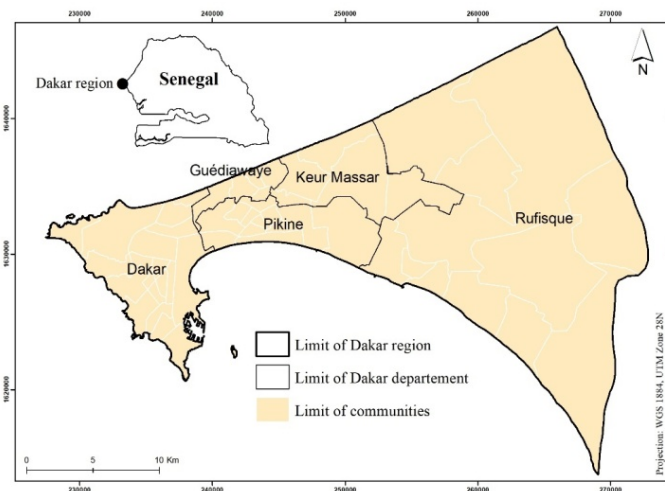 230000 240000 250000 260000 270000
Dakar region
Senegal
N
1640000
Guédiawaye
Keur Massar
Pikine
Rufisque
1630000
Dakar
Limit of Dakar region
Limit of Dakar departement
Limit of communities
1620000
0 5 10 Km
Projection: WGS 1884, UTM Zone 28N
230000 240000 250000 260000 270000